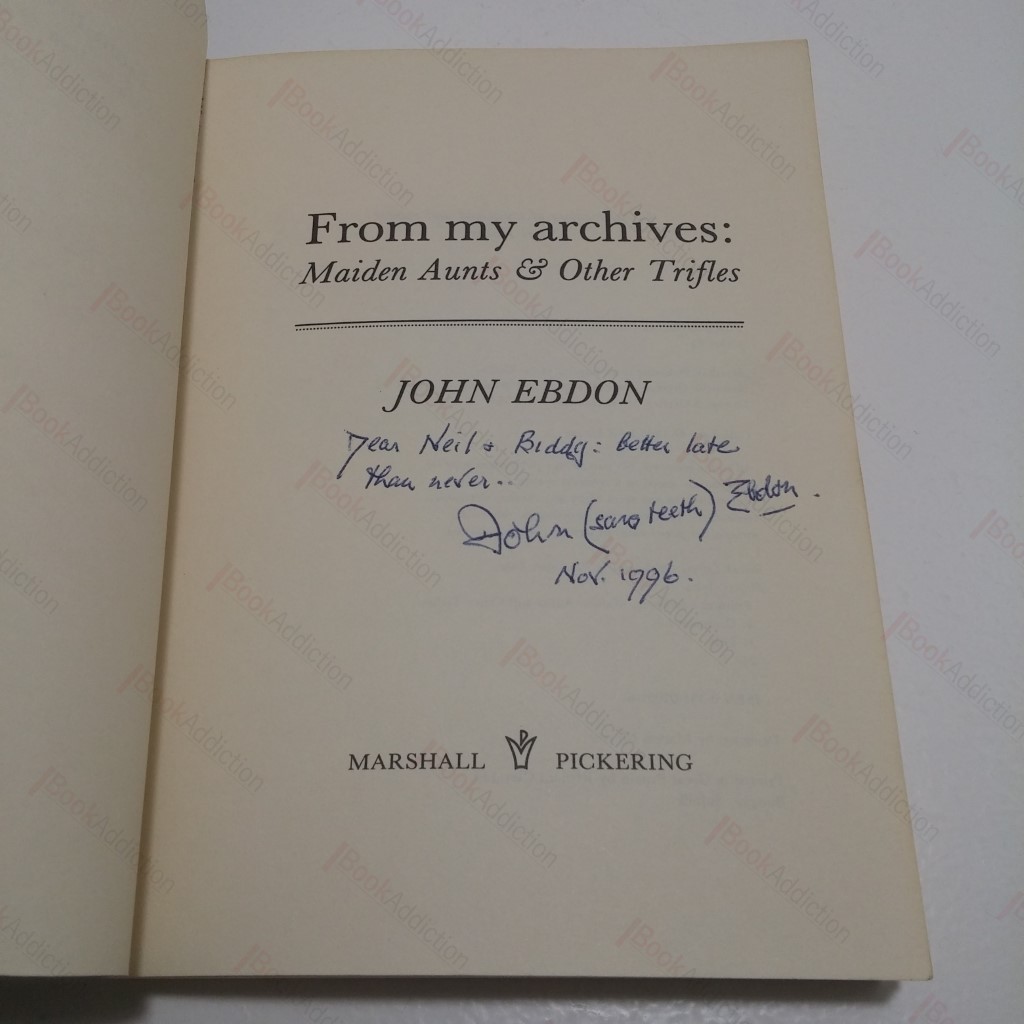 From my archives:
Maiden Aunts & Other Trifles
JOHN EBDON
Dear Neil & Biddy: better late
than never..
John (sans teeth) Ebdon.
Nov. 1996.
MARSHALL PICKERING
BookAddiction